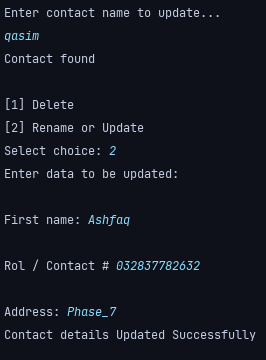 Enter contact name to update...
qasim
Contact found
[1] Delete
[2] Rename or Update
Select choice: 2
Enter data to be updated:
First name: Ashfaq
Rol / Contact # 032837782632
Address: Phase_7
Contact details Updated Successfully